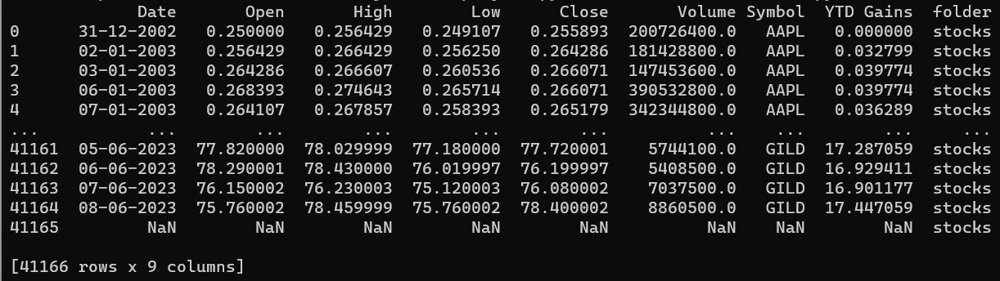 Date Open High Low Close Volume Symbol YTD Gains folder
0 31-12-2002 0.250000 0.256429 0.249107 0.255893 200726400.0 AAPL 0.000000 stocks
1 02-01-2003 0.256429 0.266429 0.256250 0.264286 181428800.0 AAPL 0.032799 stocks
2 03-01-2003 0.264286 0.266607 0.260536 0.266071 147453600.0 AAPL 0.039774 stocks
3 06-01-2003 0.268393 0.274643 0.265714 0.266071 390532800.0 AAPL 0.039774 stocks
4 07-01-2003 0.264107 0.267857 0.258393 0.265179 342344800.0 AAPL 0.036289 stocks
... ... ... ... ... ... ... ... ... ...
41161 05-06-2023 77.820000 78.029999 77.180000 77.720001 5744100.0 GILD 17.287059 stocks
41162 06-06-2023 78.290001 78.430000 76.019997 76.199997 5408500.0 GILD 16.929411 stocks
41163 07-06-2023 76.150002 76.230003 75.120003 76.080002 7037500.0 GILD 16.901177 stocks
41164 08-06-2023 75.760002 78.459999 75.760002 78.400002 8860500.0 GILD 17.447059 stocks
41165 NaN NaN NaN NaN NaN NaN NaN NaN stocks
[41166 rows x 9 columns]